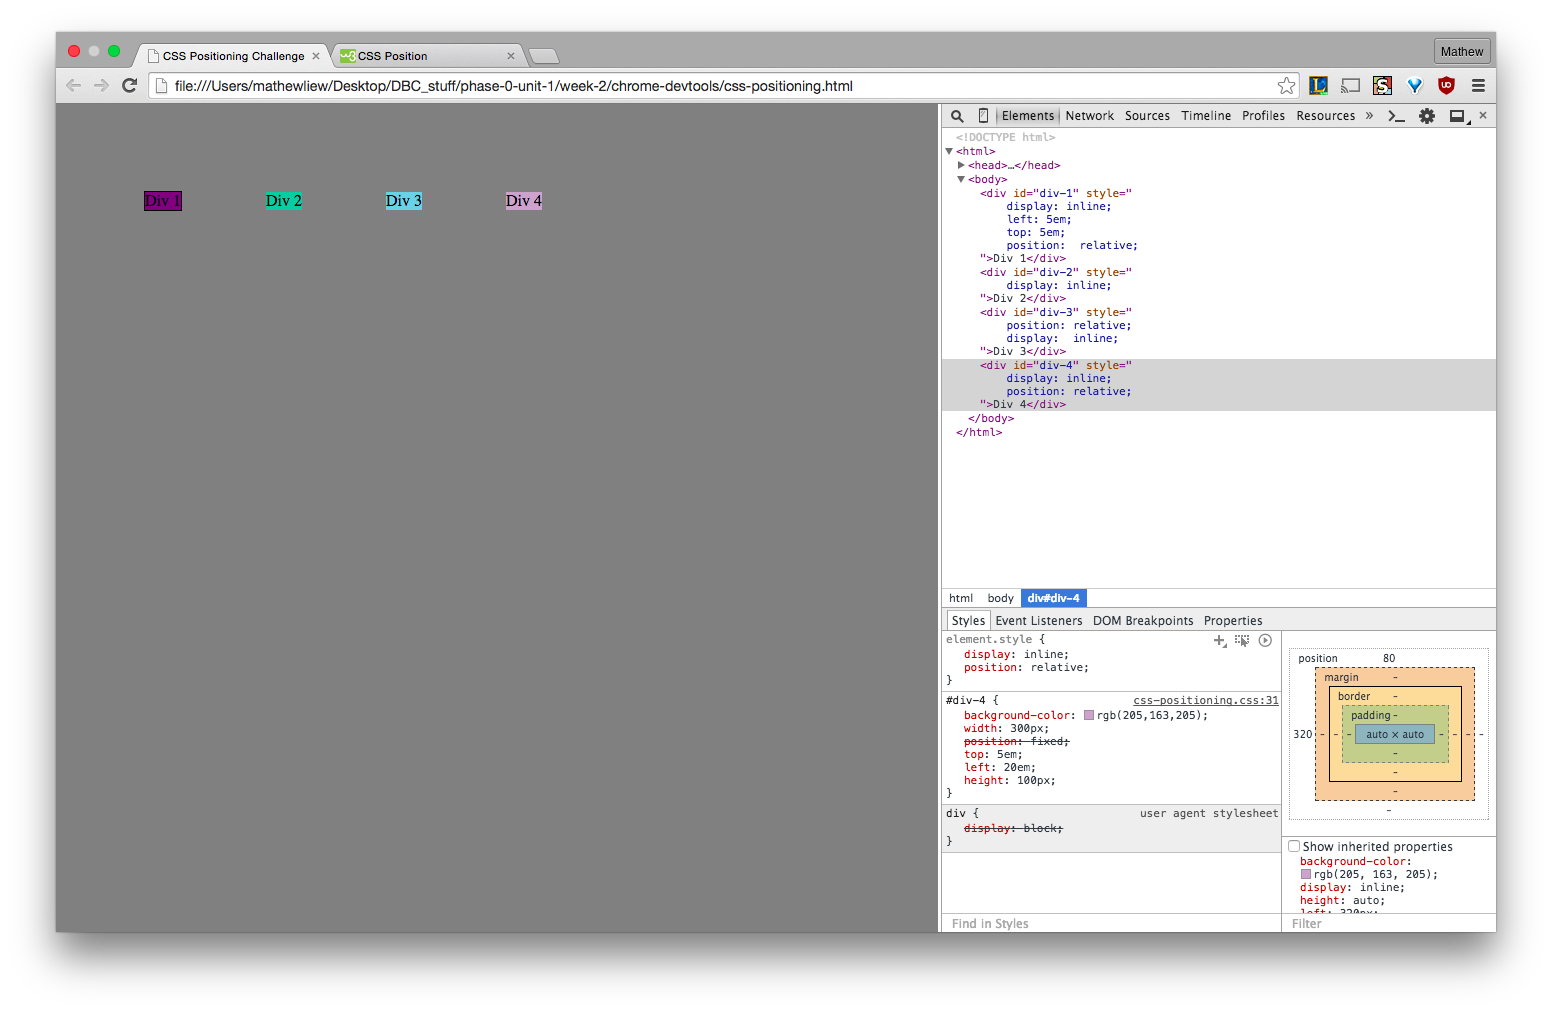 CSS Positioning Challenge
CSS Position
Mathew
file:///Users/mathewliew/Desktop/DBC_stuff/phase-0-unit-1/week-2/chrome-devtools/css-positioning.html
Div 1
Div 2
Div 3
Div 4
Elements Network Sources Timeline Profiles Resources »
<!DOCTYPE html>
<html>
<head>…</head>
<body>
<div id="div-1" style="
display: inline;
left: 5em;
top: 5em;
position:  relative;
">Div 1</div>
<div id="div-2" style="
display: inline;
">Div 2</div>
<div id="div-3" style="
position: relative;
display:  inline;
">Div 3</div>
<div id="div-4" style="
display: inline;
position: relative;
">Div 4</div>
</body>
</html>
html body div#div-4
Styles Event Listeners DOM Breakpoints Properties
element.style {
display: inline;
position: relative;
}
#div-4 { css-positioning.css:31
background-color: rgb(205,163,205);
width: 300px;
position: fixed;
top: 5em;
left: 20em;
height: 100px;
}
div { user agent stylesheet
display: block;
}
Find in Styles
position 80
margin -
border -
padding -
320 - - - auto × auto - - - -
-
-
-
-
Show inherited properties
background-color:
rgb(205, 163, 205);
display: inline;
height: auto;
left: 320px;
Filter